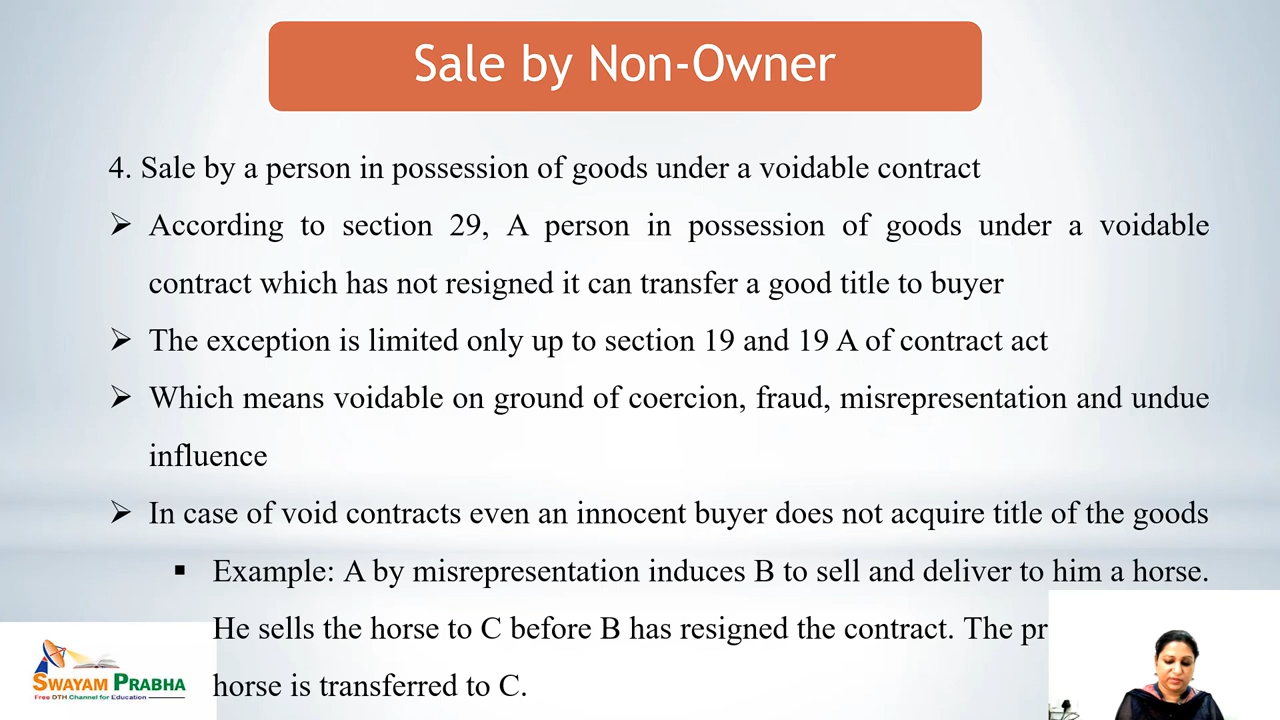 Sale by Non-Owner
4. Sale by a person in possession of goods under a voidable contract
➢ According to section 29, A person in possession of goods under a voidable
contract which has not resigned it can transfer a good title to buyer
➢ The exception is limited only up to section 19 and 19 A of contract act
➢ Which means voidable on ground of coercion, fraud, misrepresentation and undue
influence
➢ In case of void contracts even an innocent buyer does not acquire title of the goods
▪ Example: A by misrepresentation induces B to sell and deliver to him a horse.
He sells the horse to C before B has resigned the contract. The pr
horse is transferred to C.
SWAYAM PRABHA
Free DTH Channel for Education